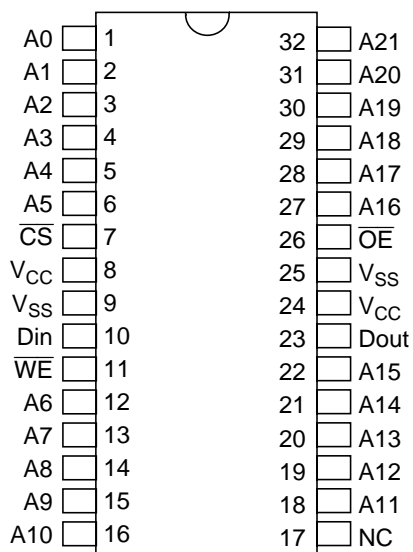 A0 1 32 A21
A1 2 31 A20
A2 3 30 A19
A3 4 29 A18
A4 5 28 A17
A5 6 27 A16
C̅S̅ 7 26 O̅E̅
VCC 8 25 VSS
VSS 9 24 VCC
Din 10 23 Dout
W̅E̅ 11 22 A15
A6 12 21 A14
A7 13 20 A13
A8 14 19 A12
A9 15 18 A11
A10 16 17 NC